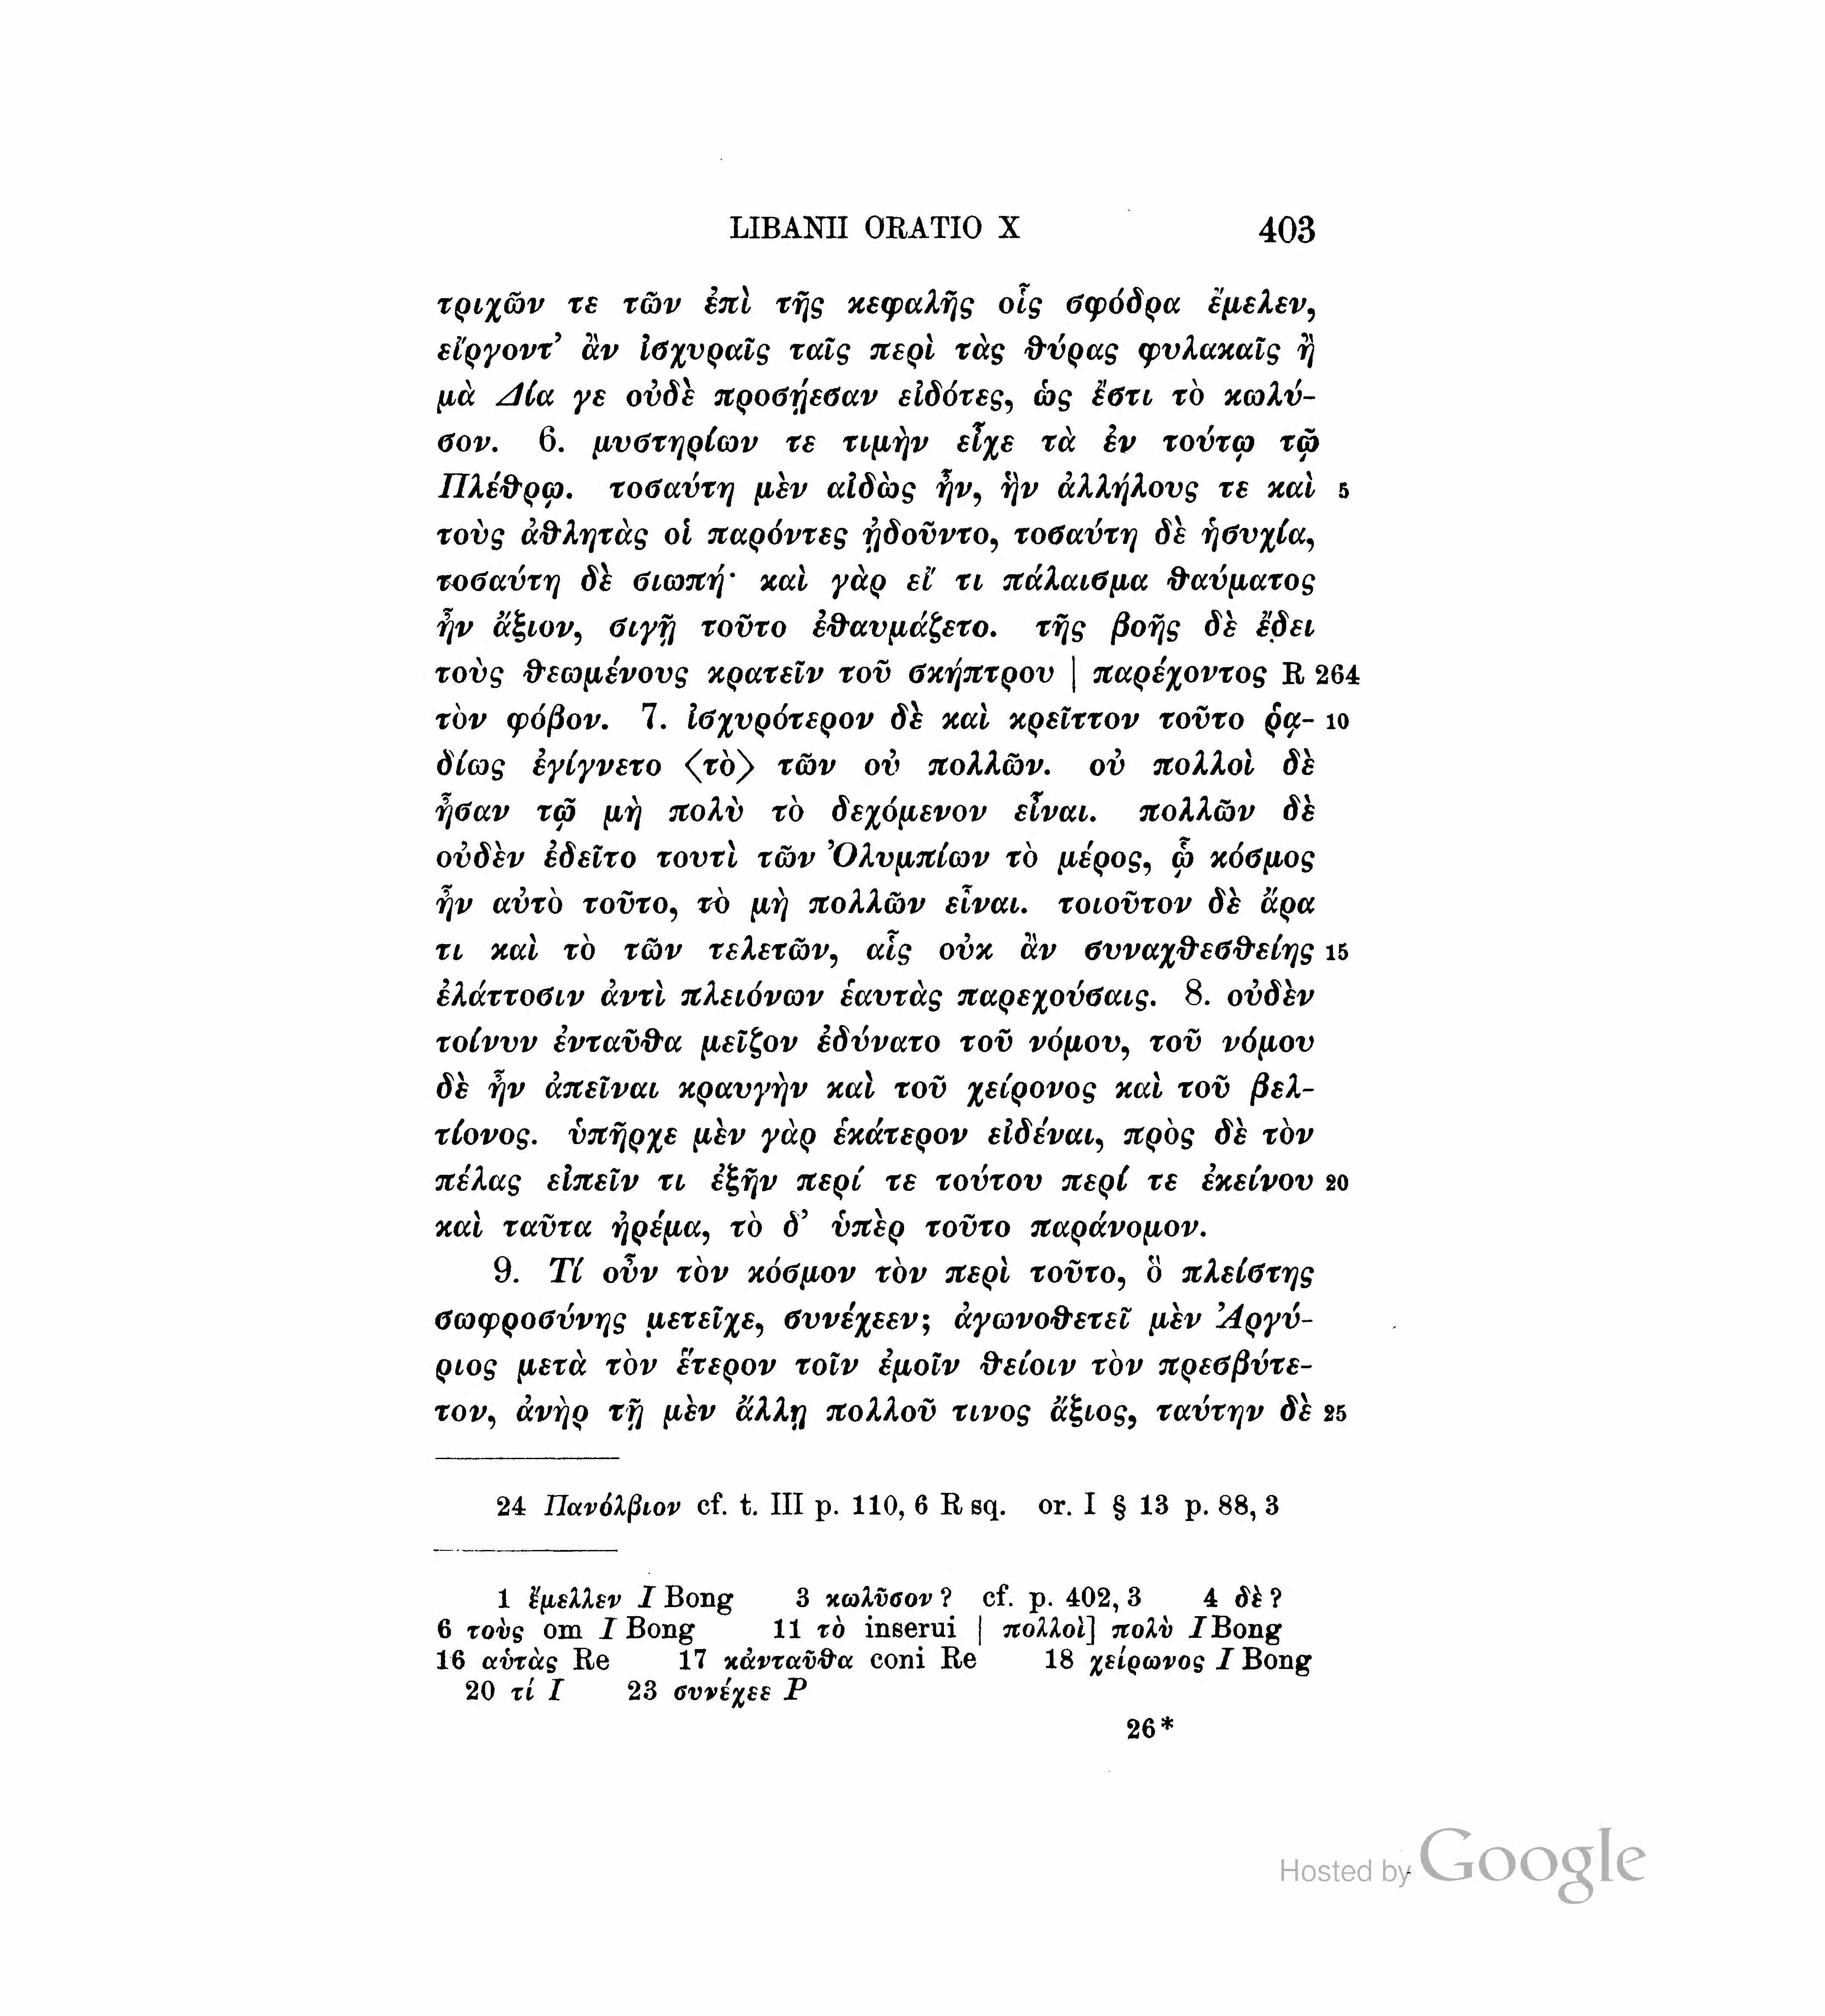 LIBANII ORATIO X 403
τριχῶν τε τῶν ἐπὶ τῆς κεφαλῆς οἷς σφόδρα ἔμελεν,
εἴργοντ’ ἂν ἰσχυραῖς ταῖς περὶ τὰς θύρας φυλακαῖς ἢ
μὰ Δία γε οὐδὲ προσῄεσαν εἰδότες, ὡς ἔστι τὸ κωλύ-
σον. 6. μυστηρίων τε τιμὴν εἶχε τὰ ἐν τούτῳ τῷ
Πλέθρῳ. τοσαύτη μὲν αἰδὼς ἦν, ἣν ἀλλήλους τε καὶ 5
τοὺς ἀθλητὰς οἱ παρόντες ᾐδοῦντο, τοσαύτη δὲ ἡσυχία,
τοσαύτη δὲ σιωπή· καὶ γὰρ εἴ τι πάλαισμα θαύματος
ἦν ἄξιον, σιγῇ τοῦτο ἐθαυμάζετο. τῆς βοῆς δὲ ἔδει
τοὺς θεωμένους κρατεῖν τοῦ σκήπτρου | παρέχοντος R 264
τὸν φόβον. 7. ἰσχυρότερον δὲ καὶ κρεῖττον τοῦτο ῥᾳ- 10
δίως ἐγίγνετο ⟨τὸ⟩ τῶν οὐ πολλῶν. οὐ πολλοὶ δὲ
ἦσαν τῷ μὴ πολὺ τὸ δεχόμενον εἶναι. πολλῶν δὲ
οὐδὲν ἐδεῖτο τουτὶ τῶν Ὀλυμπίων τὸ μέρος, ᾧ κόσμος
ἦν αὐτὸ τοῦτο, τὸ μὴ πολλῶν εἶναι. τοιοῦτον δὲ ἄρα
τι καὶ τὸ τῶν τελετῶν, αἷς οὐκ ἂν συναχθεσθείης 15
ἐλάττοσιν ἀντὶ πλειόνων ἑαυτὰς παρεχούσαις. 8. οὐδὲν
τοίνυν ἐνταῦθα μεῖζον ἐδύνατο τοῦ νόμου, τοῦ νόμου
δὲ ἦν ἀπεῖναι κραυγὴν καὶ τοῦ χείρονος καὶ τοῦ βελ-
τίονος. ὑπῆρχε μὲν γὰρ ἑκάτερον εἰδέναι, πρὸς δὲ τὸν
πέλας εἰπεῖν τι ἐξῆν περί τε τούτου περί τε ἐκείνου 20
καὶ ταῦτα ἠρέμα, τὸ δ’ ὑπὲρ τοῦτο παράνομον.
9. Τί οὖν τὸν κόσμον τὸν περὶ τοῦτο, ὃ πλείστης
σωφροσύνης μετεῖχε, συνέχεεν; ἀγωνοθετεῖ μὲν Ἀργύ-
ριος μετὰ τὸν ἕτερον τοῖν ἐμοῖν θείοιν τὸν πρεσβύτε-
τον, ἀνὴρ τῇ μὲν ἄλλῃ πολλοῦ τινος ἄξιος, ταύτην δὲ 25
24 Πανόλβιον cf. t. III p. 110, 6 R sq. or. I § 13 p. 88, 3
1 ἔμελλεν I Bong 3 κωλῦσον? cf. p. 402, 3 4 δὲ?
6 τοὺς om I Bong 11 τὸ inserui | πολλοὶ] πολὺ I Bong
16 αὑτὰς Re 17 κἀνταῦθα coni Re 18 χείρωνος I Bong
20 τί I 23 συνέχεε P
26*
Hosted by Google